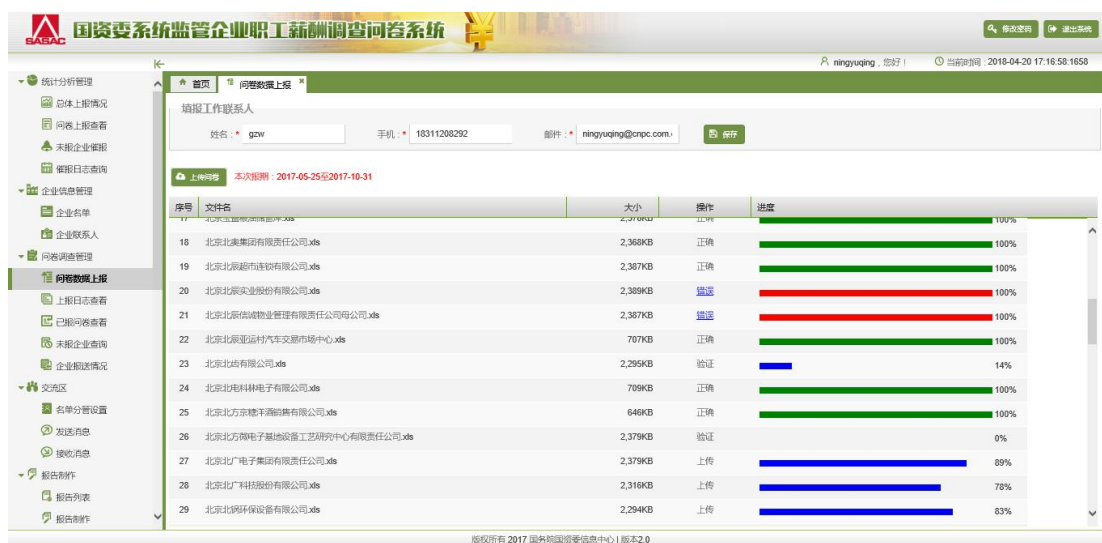 SASAC 国资委系统监管企业职工薪酬调查问卷系统 修改密码 退出系统
ningyuqing，您好！ 当前时间：2018-04-20 17:16:58:1658
统计分析管理
总体上报情况
问卷上报查看
未报企业催报
催报日志查询
企业信息管理
企业名单
企业联系人
问卷调查管理
问卷数据上报
上报日志查看
已报问卷查看
未报企业查询
企业报送情况
交流区
名单分管设置
发送消息
接收消息
报告制作
报告列表
报告制作
首页 问卷数据上报
填报工作联系人
姓名：* gzw 手机：* 18311208292 邮件：* ningyuqing@cnpc.com. 保存
上传问卷 本次报期：2017-05-25至2017-10-31
序号 文件名 大小 操作 进度
17 .xls 2,378KB 正确 100%
18 北京北奥集团有限责任公司.xls 2,368KB 正确 100%
19 北京北辰超市连锁有限公司.xls 2,387KB 正确 100%
20 北京北辰实业股份有限公司.xls 2,389KB 错误 100%
21 北京北辰信诚物业管理有限责任公司母公司.xls 2,387KB 错误 100%
22 北京北辰亚运村汽车交易市场中心.xls 707KB 正确 100%
23 北京北齿有限公司.xls 2,295KB 验证 14%
24 北京北电科林电子有限公司.xls 709KB 正确 100%
25 北京北方京糖洋酒销售有限公司.xls 646KB 正确 100%
26 北京北方微电子基地设备工艺研究中心有限责任公司.xls 2,379KB 验证 0%
27 北京北广电子集团有限责任公司.xls 2,379KB 上传 89%
28 北京北广科技股份有限公司.xls 2,316KB 上传 78%
29 北京北钢环保设备有限公司.xls 2,294KB 上传 83%
版权所有 2017 国务院国资委信息中心 | 版本2.0